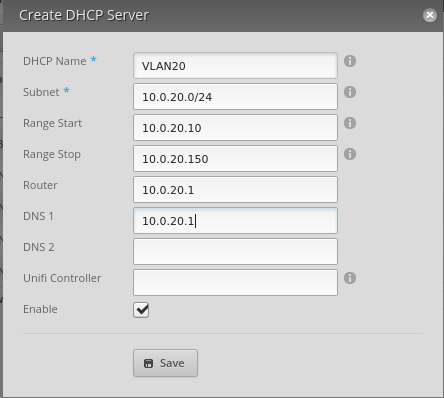 Create DHCP Server
DHCP Name * VLAN20
Subnet * 10.0.20.0/24
Range Start 10.0.20.10
Range Stop 10.0.20.150
Router 10.0.20.1
DNS 1 10.0.20.1
DNS 2
Unifi Controller
Enable
Save